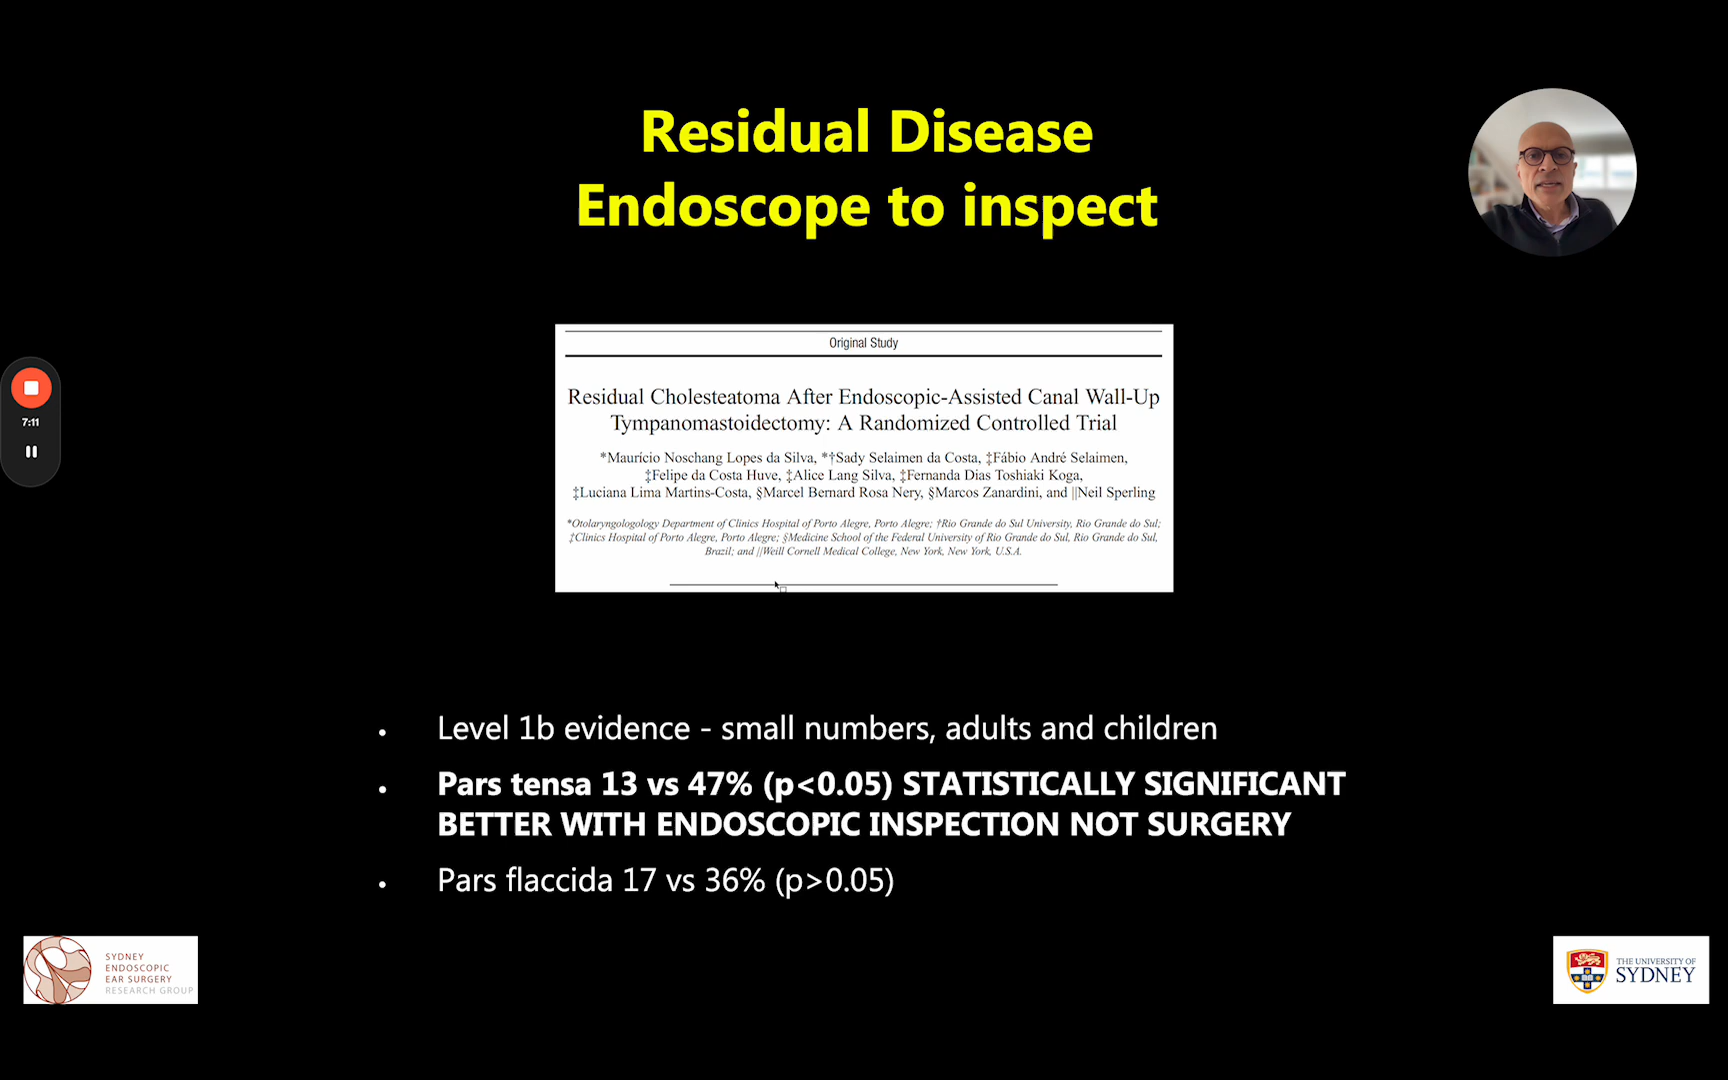 Residual Disease
Endoscope to inspect
7:11
Original Study
Residual Cholesteatoma After Endoscopic-Assisted Canal Wall-Up
Tympanomastoidectomy: A Randomized Controlled Trial
*Maurício Noschang Lopes da Silva, *†Sady Selaimen da Costa, ‡Fábio André Selaimen,
‡Felipe da Costa Huve, ‡Alice Lang Silva, ‡Fernanda Dias Toshiaki Koga,
‡Luciana Lima Martins-Costa, §Marcel Bernard Rosa Nery, §Marcos Zanardini, and ||Neil Sperling
*Otolaryngologology Department of Clinics Hospital of Porto Alegre, Porto Alegre; †Rio Grande do Sul University, Rio Grande do Sul;
‡Clinics Hospital of Porto Alegre, Porto Alegre; §Medicine School of the Federal University of Rio Grande do Sul, Rio Grande do Sul,
Brazil; and ||Weill Cornell Medical College, New York, New York, U.S.A.
• Level 1b evidence - small numbers, adults and children
• Pars tensa 13 vs 47% (p<0.05) STATISTICALLY SIGNIFICANT
BETTER WITH ENDOSCOPIC INSPECTION NOT SURGERY
• Pars flaccida 17 vs 36% (p>0.05)
SYDNEY
ENDOSCOPIC
EAR SURGERY
RESEARCH GROUP
THE UNIVERSITY OF
SYDNEY